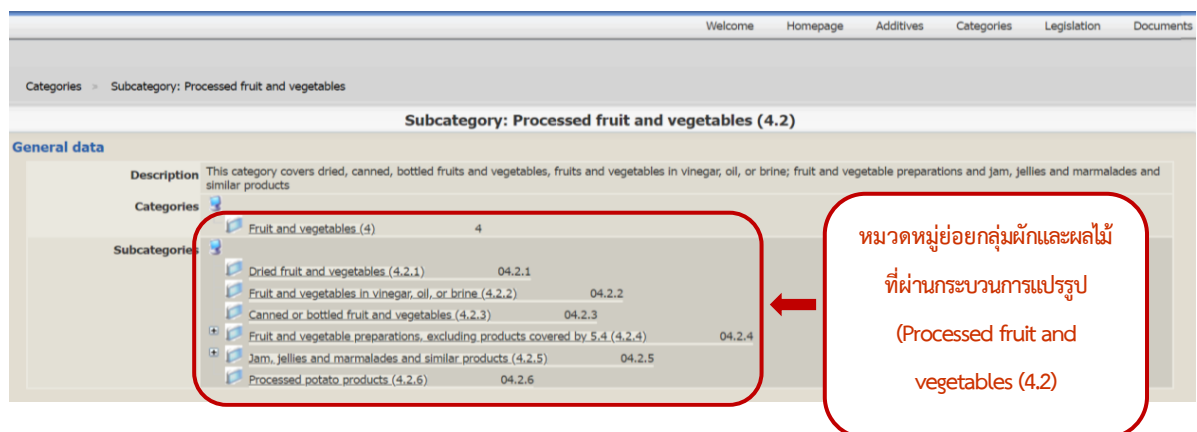 Welcome Homepage Additives Categories Legislation Documents
Categories » Subcategory: Processed fruit and vegetables
Subcategory: Processed fruit and vegetables (4.2)
General data
Description This category covers dried, canned, bottled fruits and vegetables, fruits and vegetables in vinegar, oil, or brine; fruit and vegetable preparations and jam, jellies and marmalades and
similar products
Categories
Fruit and vegetables (4) 4
Subcategories
Dried fruit and vegetables (4.2.1) 04.2.1
Fruit and vegetables in vinegar, oil, or brine (4.2.2) 04.2.2
Canned or bottled fruit and vegetables (4.2.3) 04.2.3
Fruit and vegetable preparations, excluding products covered by 5.4 (4.2.4) 04.2.4
Jam, jellies and marmalades and similar products (4.2.5) 04.2.5
Processed potato products (4.2.6) 04.2.6
หมวดหมู่ย่อยกลุ่มผักและผลไม้
ที่ผ่านกระบวนการแปรรูป
(Processed fruit and
vegetables (4.2)